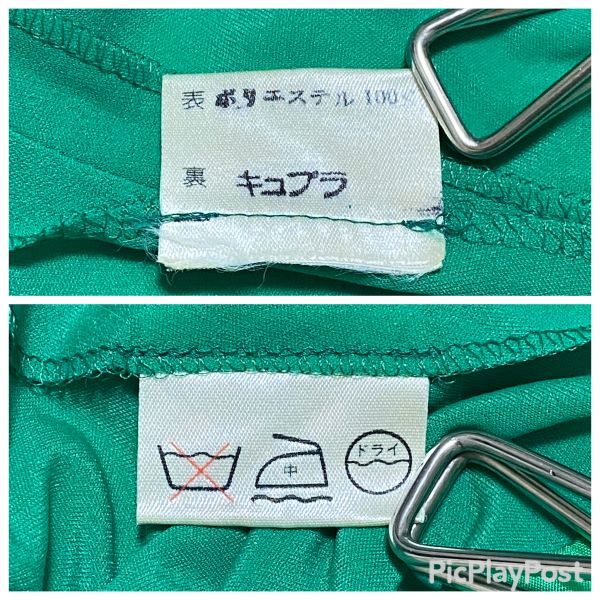 表 ポリエステル 100%
裏 キュプラ
中
ドライ
PicPlayPost